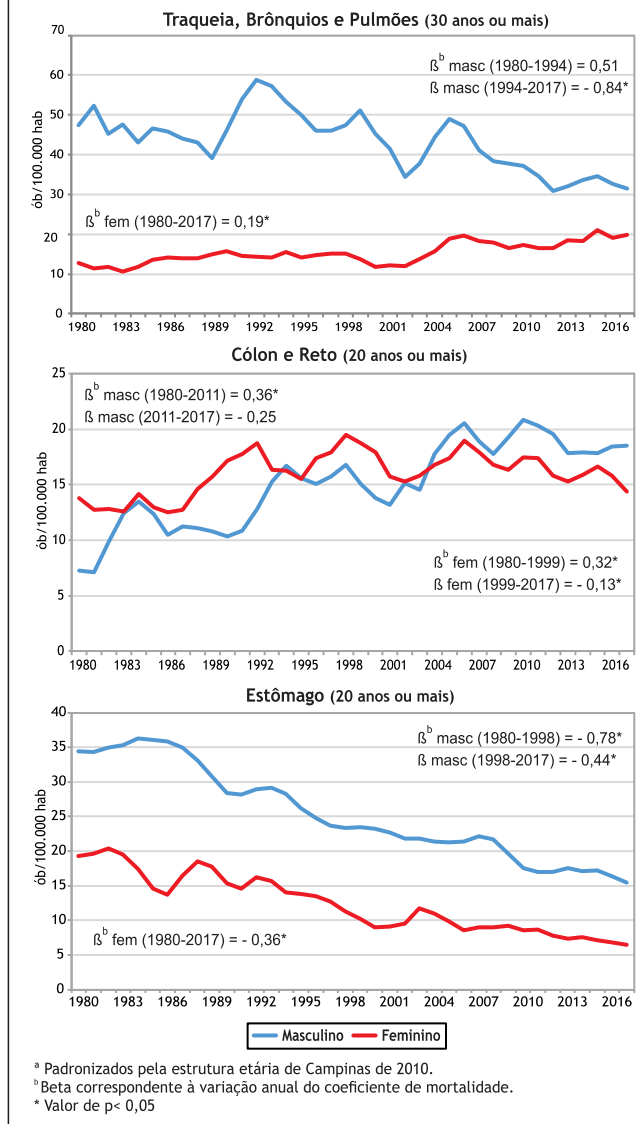 Traqueia, Brônquios e Pulmões (30 anos ou mais)
70
60
50
40
30
20
10
0
ób/100.000 hab
ßb masc (1980-1994) = 0,51
ß masc (1994-2017) = - 0,84*
ßb fem (1980-2017) = 0,19*
1980 1983 1986 1989 1992 1995 1998 2001 2004 2007 2010 2013 2016
Cólon e Reto (20 anos ou mais)
25
20
15
10
5
0
ób/100.000 hab
ßb masc (1980-2011) = 0,36*
ß masc (2011-2017) = - 0,25
ßb fem (1980-1999) = 0,32*
ß fem (1999-2017) = - 0,13*
1980 1983 1986 1989 1992 1995 1998 2001 2004 2007 2010 2013 2016
Estômago (20 anos ou mais)
40
35
30
25
20
15
10
5
0
ób/100.000 hab
ßb masc (1980-1998) = - 0,78*
ß masc (1998-2017) = - 0,44*
ßb fem (1980-2017) = - 0,36*
1980 1983 1986 1989 1992 1995 1998 2001 2004 2007 2010 2013 2016
Masculino Feminino
a Padronizados pela estrutura etária de Campinas de 2010.
b Beta correspondente à variação anual do coeficiente de mortalidade.
* Valor de p< 0,05